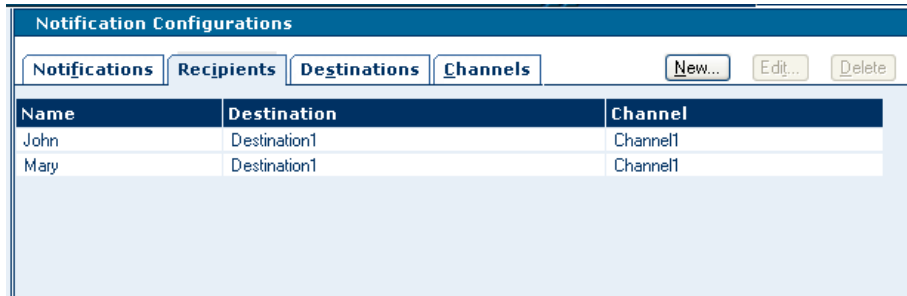 Notification Configurations
Notifications Recipients Destinations Channels New... Edit... Delete
Name Destination Channel
John Destination1 Channel1
Mary Destination1 Channel1